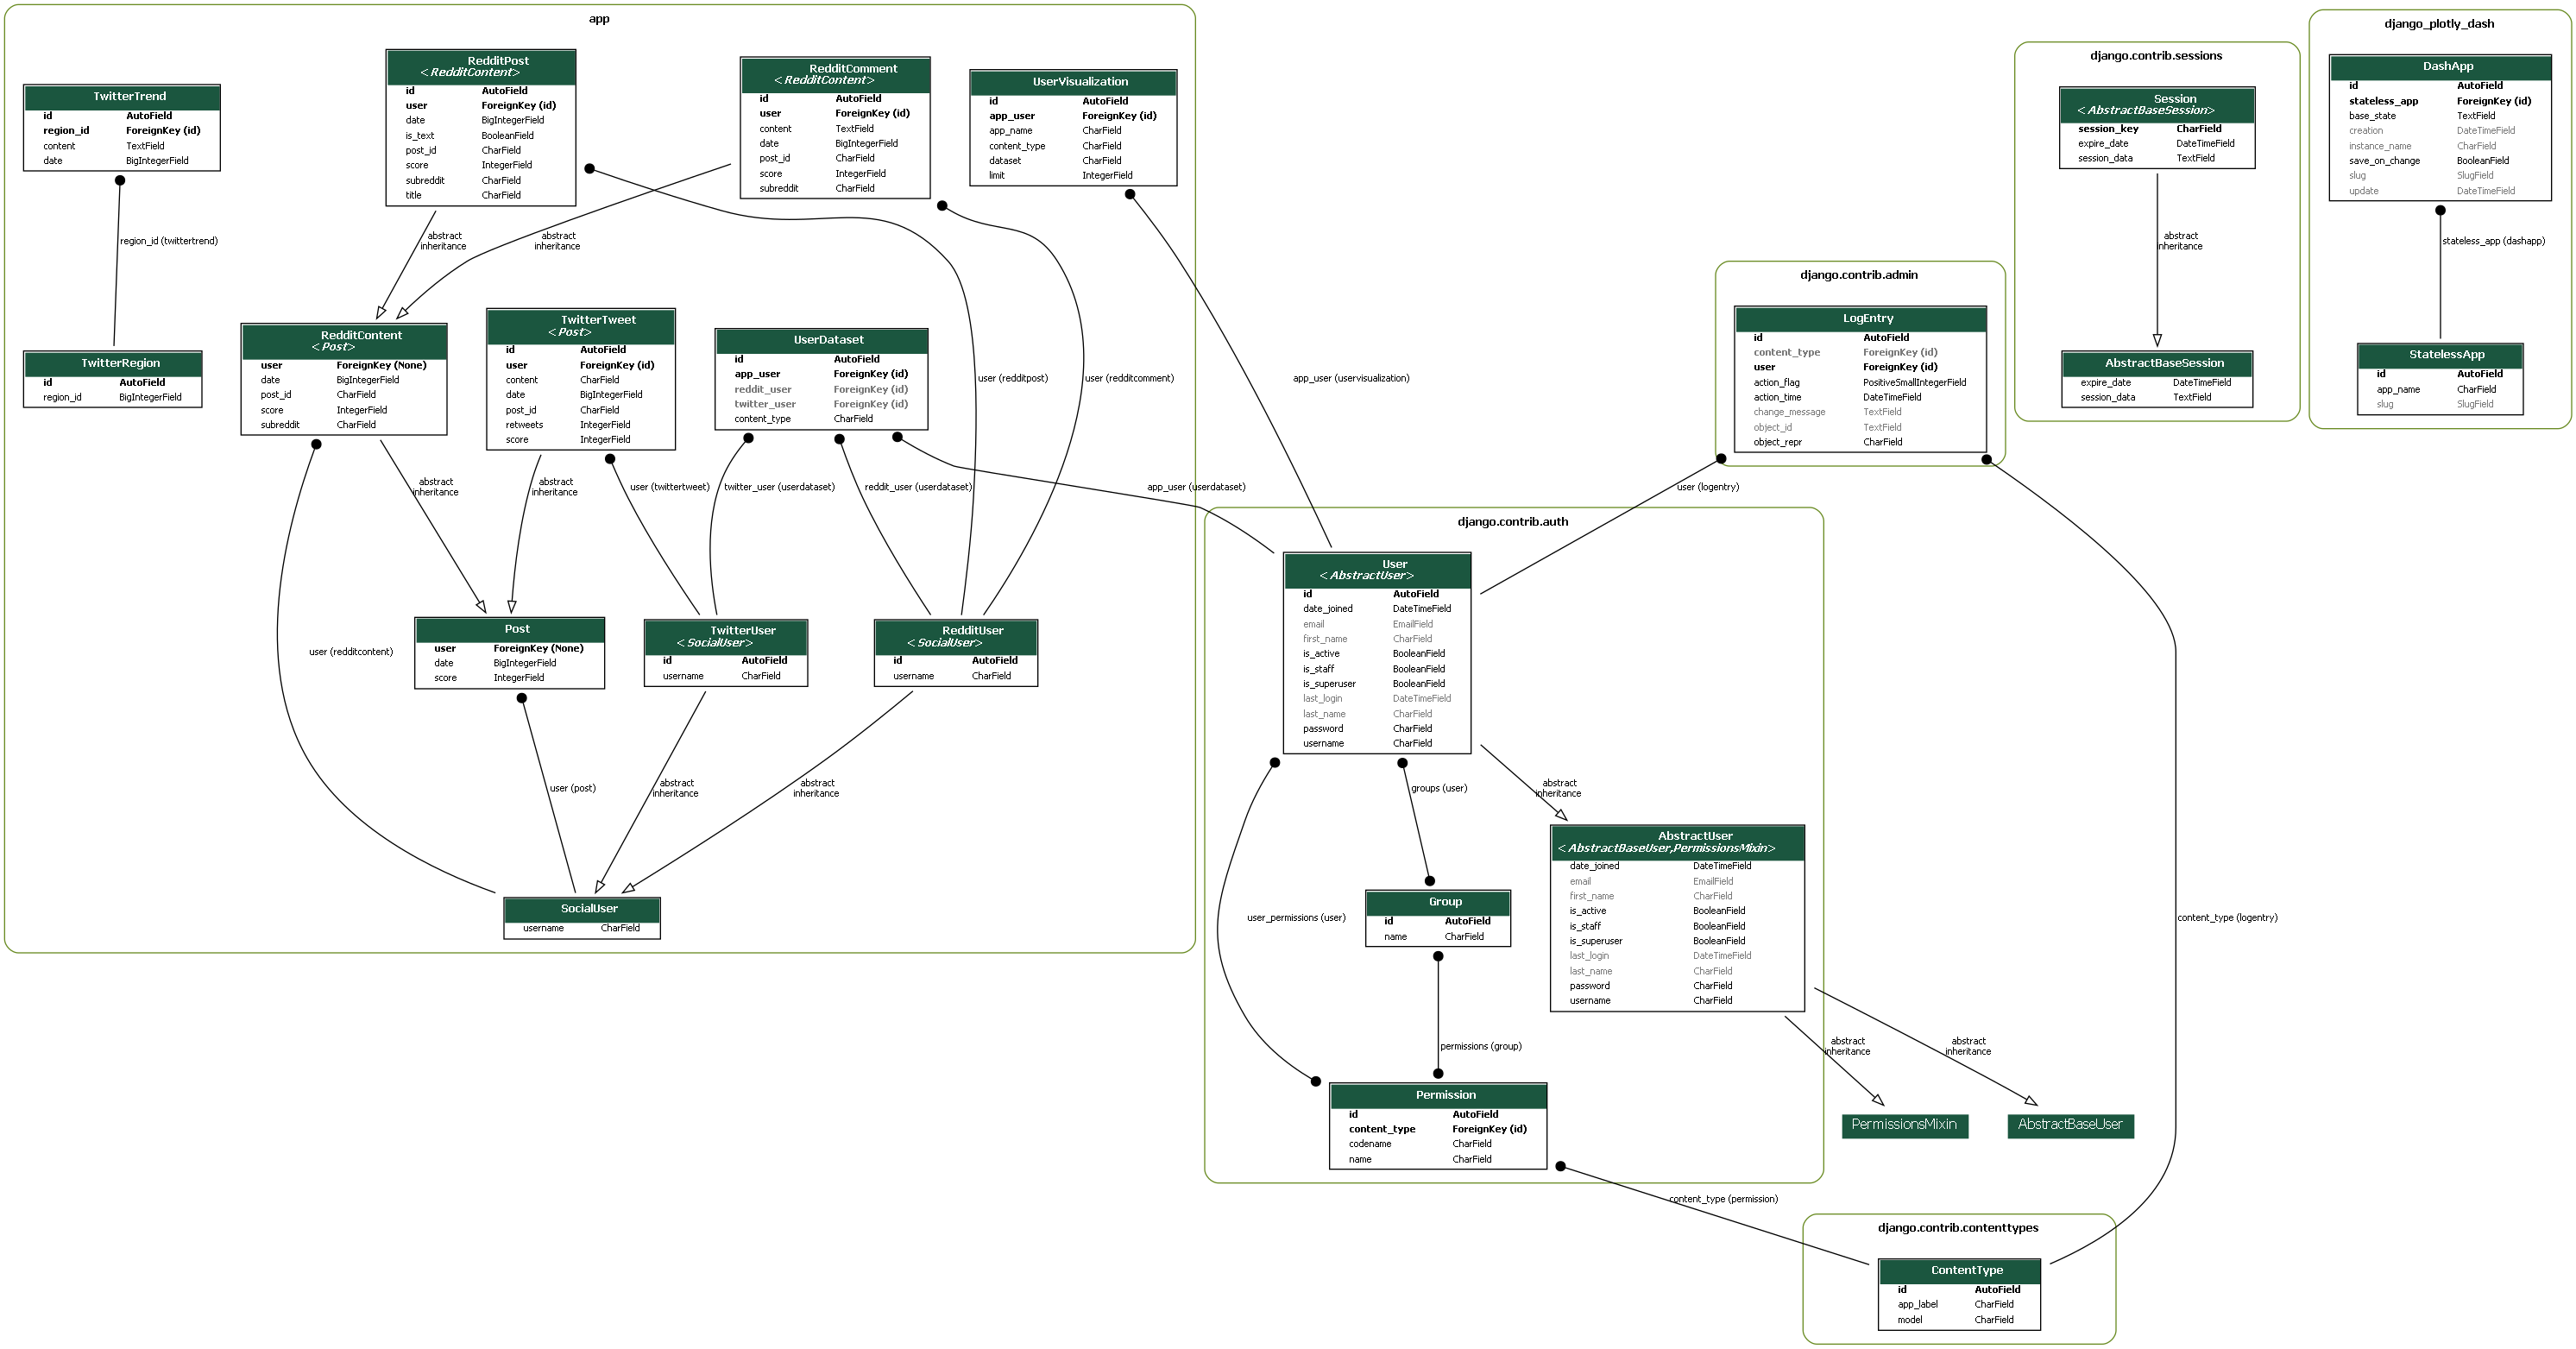 app
TwitterTrend
id AutoField
region_id ForeignKey (id)
content TextField
date BigIntegerField
region_id (twittertrend)
TwitterRegion
id AutoField
region_id BigIntegerField
RedditPost
<RedditContent>
id AutoField
user ForeignKey (id)
date BigIntegerField
is_text BooleanField
post_id CharField
score IntegerField
subreddit CharField
title CharField
abstract
inheritance
RedditComment
<RedditContent>
id AutoField
user ForeignKey (id)
content TextField
date BigIntegerField
post_id CharField
score IntegerField
subreddit CharField
abstract
inheritance
UserVisualization
id AutoField
app_user ForeignKey (id)
app_name CharField
content_type CharField
dataset CharField
limit IntegerField
RedditContent
<Post>
user ForeignKey (None)
date BigIntegerField
post_id CharField
score IntegerField
subreddit CharField
TwitterTweet
<Post>
id AutoField
user ForeignKey (id)
content CharField
date BigIntegerField
post_id CharField
retweets IntegerField
score IntegerField
UserDataset
id AutoField
app_user ForeignKey (id)
reddit_user ForeignKey (id)
twitter_user ForeignKey (id)
content_type CharField
user (redditpost)
user (redditcomment)
app_user (uservisualization)
abstract
inheritance
abstract
inheritance
user (twittertweet)
twitter_user (userdataset)
reddit_user (userdataset)
app_user (userdataset)
user (redditcontent)
Post
user ForeignKey (None)
date BigIntegerField
score IntegerField
TwitterUser
<SocialUser>
id AutoField
username CharField
RedditUser
<SocialUser>
id AutoField
username CharField
user (post)
abstract
inheritance
abstract
inheritance
SocialUser
username CharField
django.contrib.admin
LogEntry
id AutoField
content_type ForeignKey (id)
user ForeignKey (id)
action_flag PositiveSmallIntegerField
action_time DateTimeField
change_message TextField
object_id TextField
object_repr CharField
user (logentry)
content_type (logentry)
django.contrib.sessions
Session
<AbstractBaseSession>
session_key CharField
expire_date DateTimeField
session_data TextField
abstract
inheritance
AbstractBaseSession
expire_date DateTimeField
session_data TextField
django_plotly_dash
DashApp
id AutoField
stateless_app ForeignKey (id)
base_state TextField
creation DateTimeField
instance_name CharField
save_on_change BooleanField
slug SlugField
update DateTimeField
stateless_app (dashapp)
StatelessApp
id AutoField
app_name CharField
slug SlugField
django.contrib.auth
User
<AbstractUser>
id AutoField
date_joined DateTimeField
email EmailField
first_name CharField
is_active BooleanField
is_staff BooleanField
is_superuser BooleanField
last_login DateTimeField
last_name CharField
password CharField
username CharField
groups (user)
abstract
inheritance
user_permissions (user)
Group
id AutoField
name CharField
AbstractUser
<AbstractBaseUser,PermissionsMixin>
date_joined DateTimeField
email EmailField
first_name CharField
is_active BooleanField
is_staff BooleanField
is_superuser BooleanField
last_login DateTimeField
last_name CharField
password CharField
username CharField
permissions (group)
abstract
inheritance
abstract
inheritance
Permission
id AutoField
content_type ForeignKey (id)
codename CharField
name CharField
PermissionsMixin
AbstractBaseUser
content_type (permission)
django.contrib.contenttypes
ContentType
id AutoField
app_label CharField
model CharField